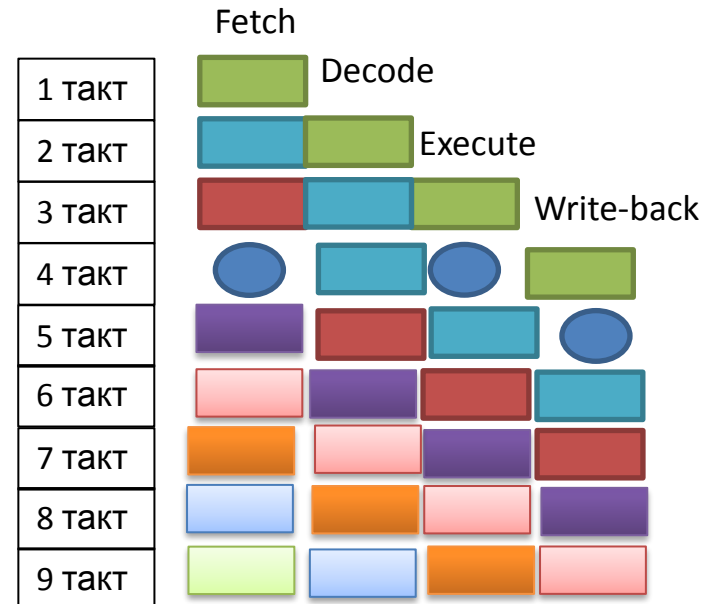 Fetch
Decode
1 такт
2 такт
Execute
3 такт
Write-back
4 такт
5 такт
6 такт
7 такт
8 такт
9 такт